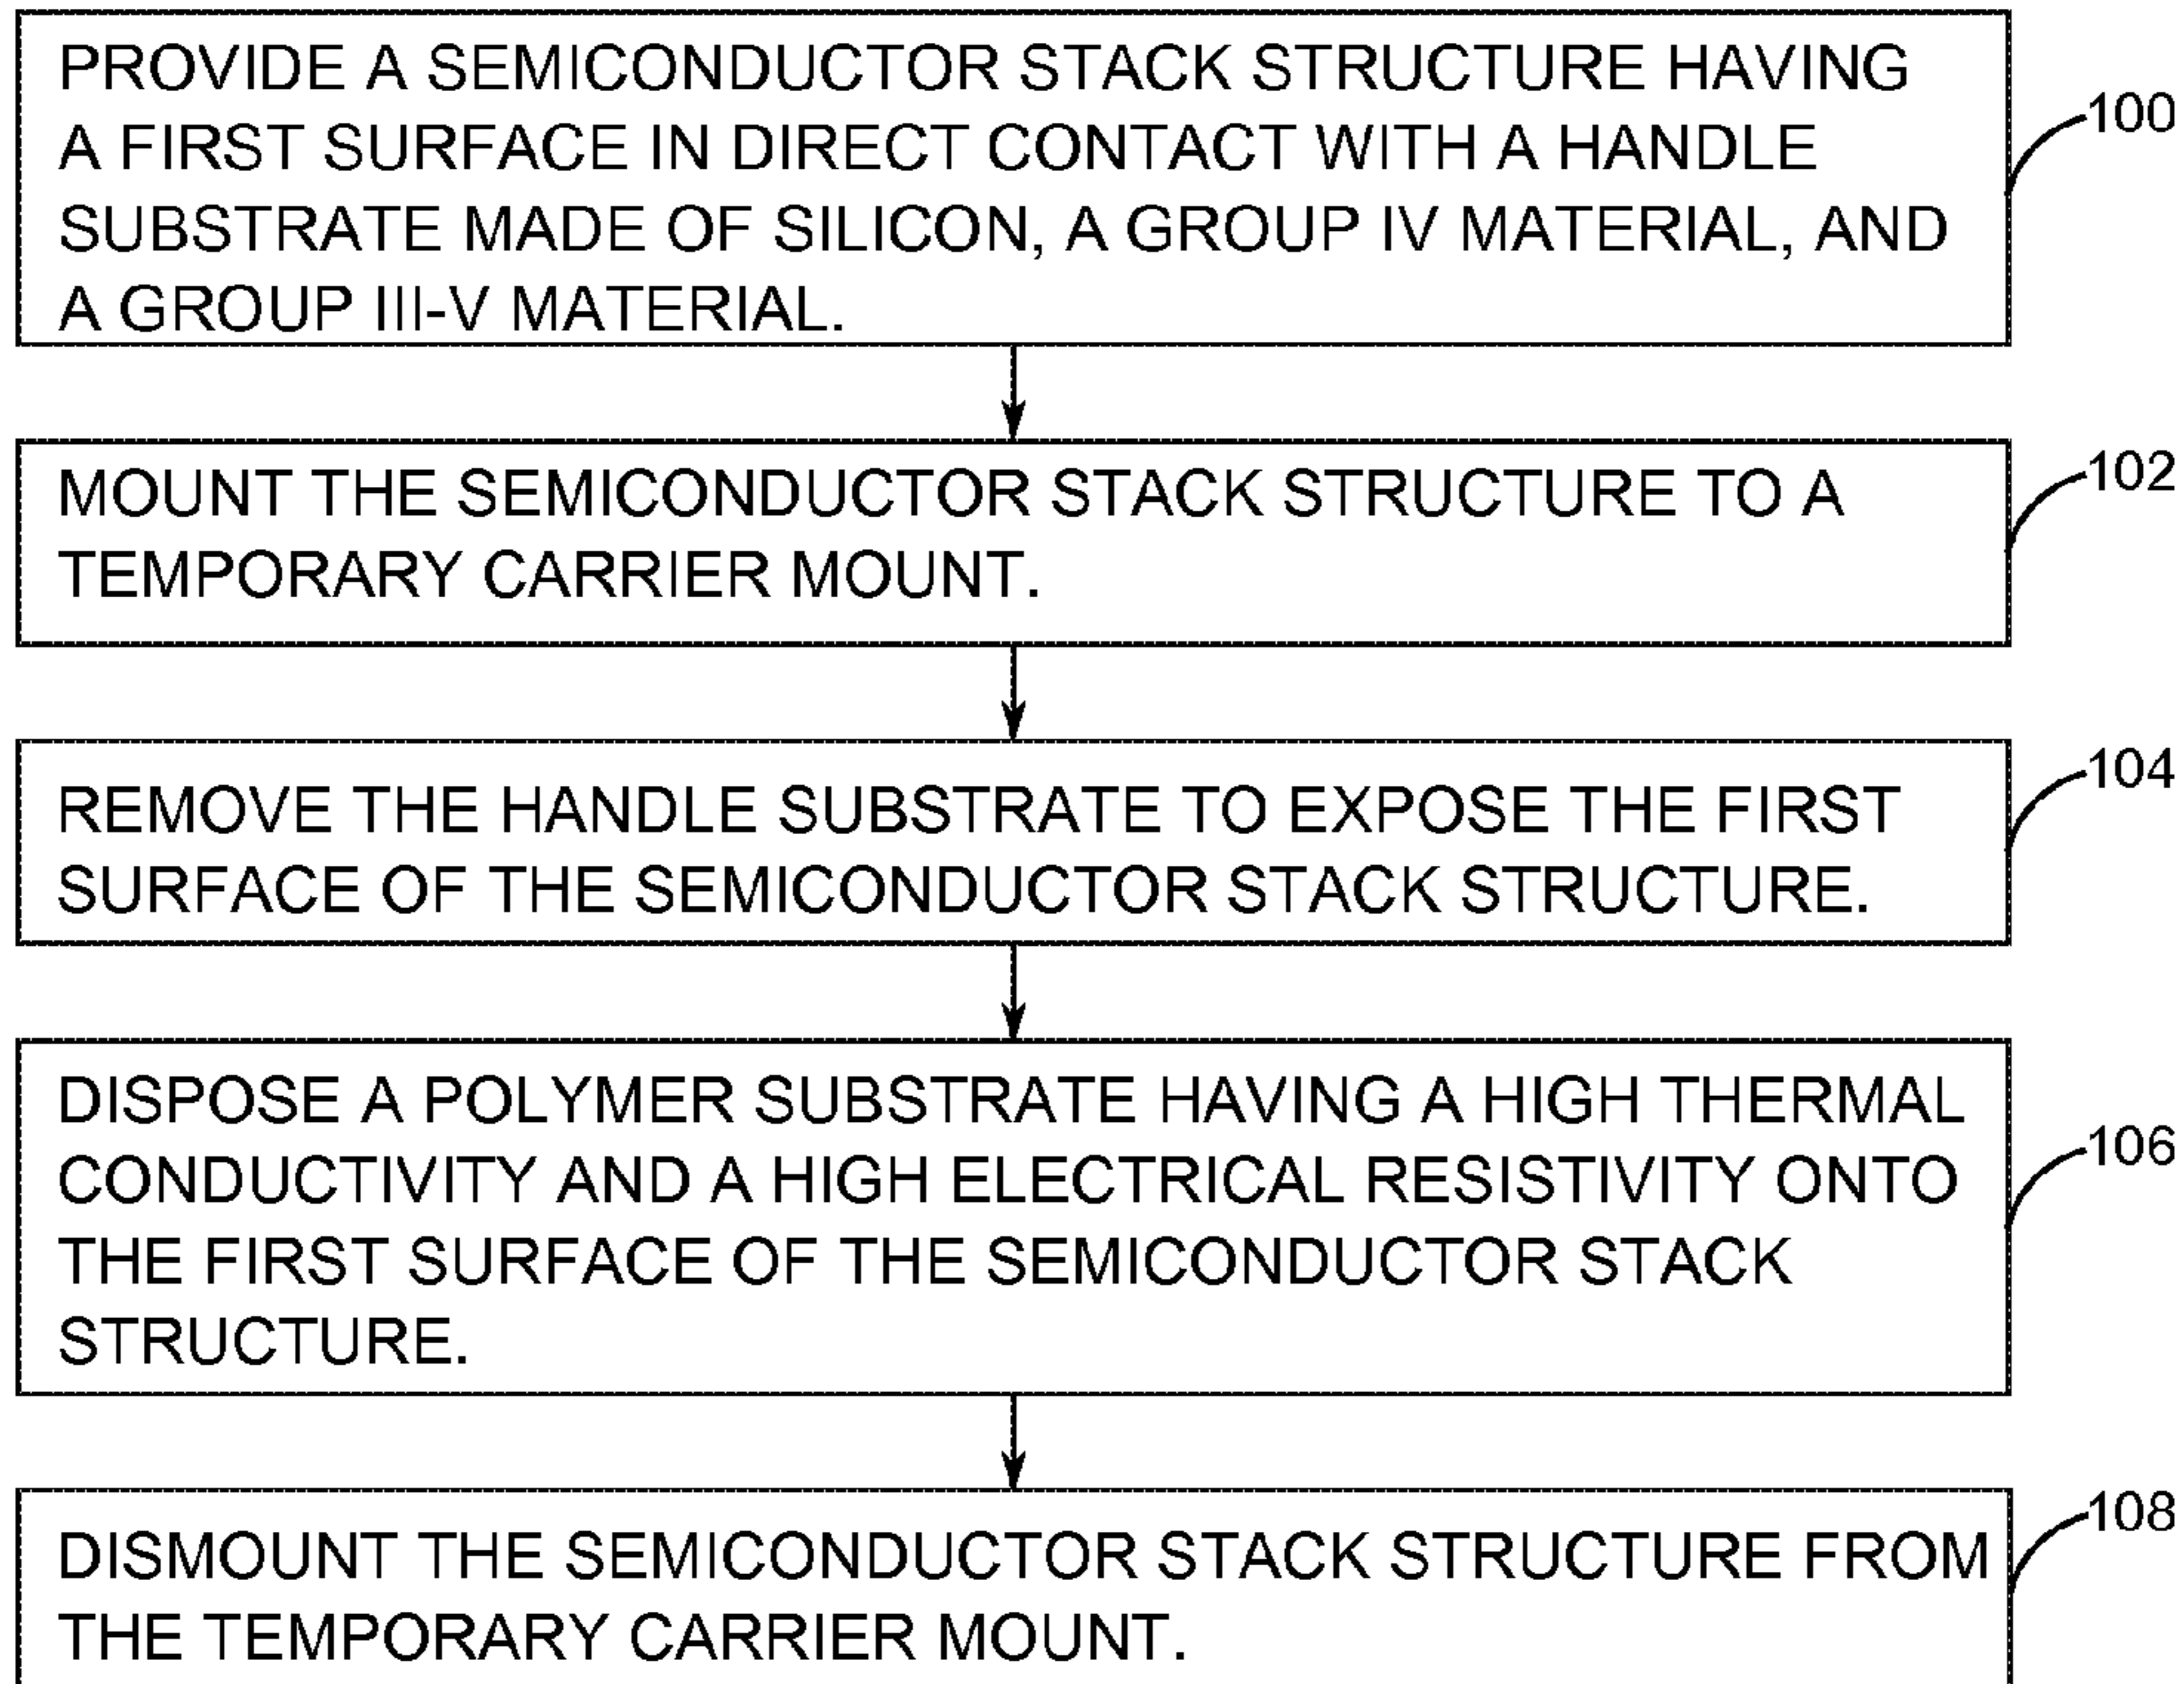 PROVIDE A SEMICONDUCTOR STACK STRUCTURE HAVING
A FIRST SURFACE IN DIRECT CONTACT WITH A HANDLE
SUBSTRATE MADE OF SILICON, A GROUP IV MATERIAL, AND
A GROUP III-V MATERIAL.
100
MOUNT THE SEMICONDUCTOR STACK STRUCTURE TO A
TEMPORARY CARRIER MOUNT.
102
REMOVE THE HANDLE SUBSTRATE TO EXPOSE THE FIRST
SURFACE OF THE SEMICONDUCTOR STACK STRUCTURE.
104
DISPOSE A POLYMER SUBSTRATE HAVING A HIGH THERMAL
CONDUCTIVITY AND A HIGH ELECTRICAL RESISTIVITY ONTO
THE FIRST SURFACE OF THE SEMICONDUCTOR STACK
STRUCTURE.
106
DISMOUNT THE SEMICONDUCTOR STACK STRUCTURE FROM
THE TEMPORARY CARRIER MOUNT.
108